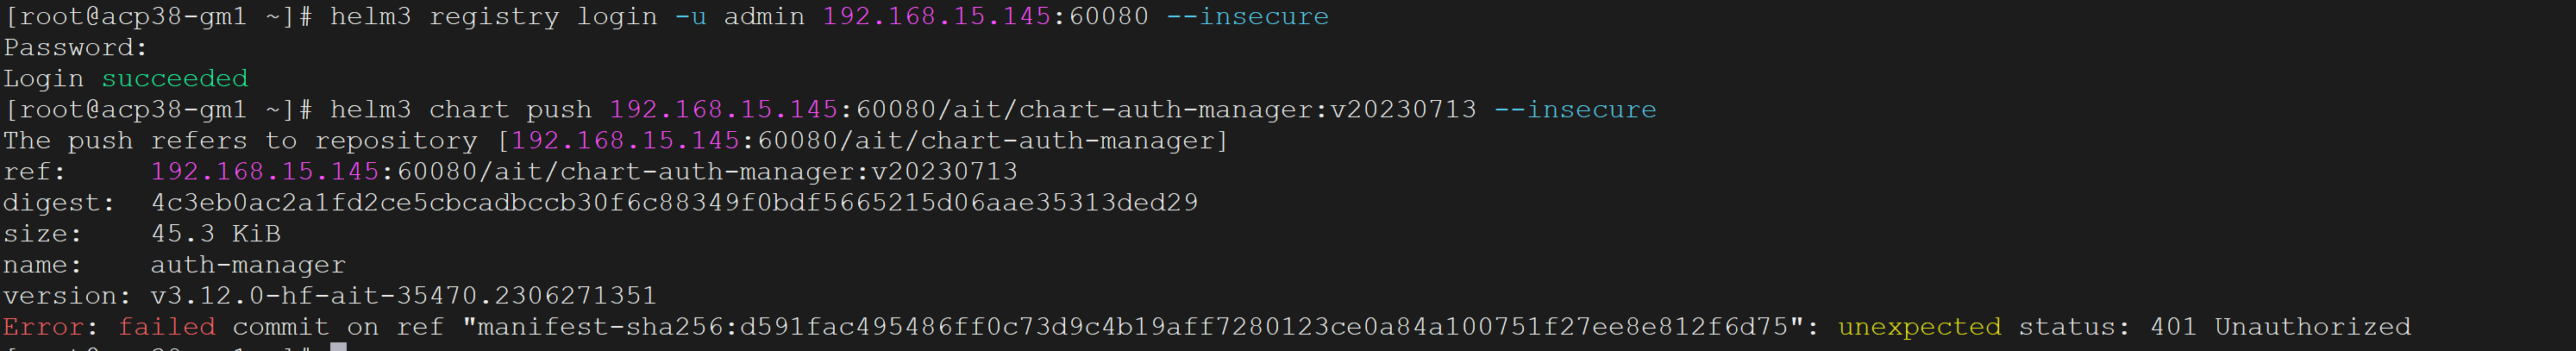 [root@acp38-gm1 ~]# helm3 registry login -u admin 192.168.15.145:60080 --insecure
Password:
Login succeeded
[root@acp38-gm1 ~]# helm3 chart push 192.168.15.145:60080/ait/chart-auth-manager:v20230713 --insecure
The push refers to repository [192.168.15.145:60080/ait/chart-auth-manager]
ref:     192.168.15.145:60080/ait/chart-auth-manager:v20230713
digest:  4c3eb0ac2a1fd2ce5cbcadbccb30f6c88349f0bdf5665215d06aae35313ded29
size:    45.3 KiB
name:    auth-manager
version: v3.12.0-hf-ait-35470.2306271351
Error: failed commit on ref "manifest-sha256:d591fac495486ff0c73d9c4b19aff7280123ce0a84a100751f27ee8e812f6d75": unexpected status: 401 Unauthorized